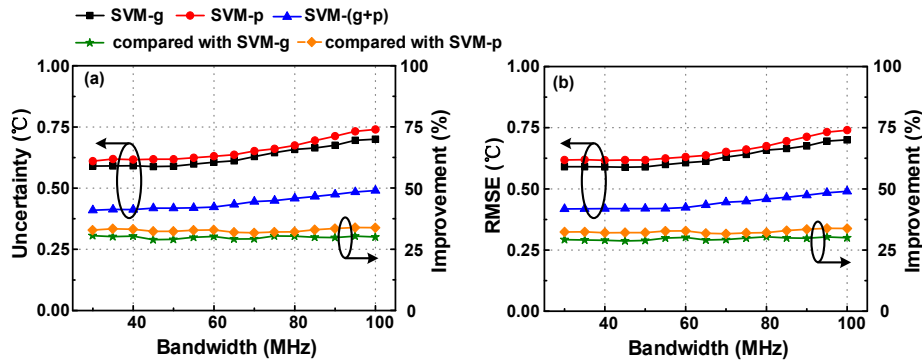 SVM-g SVM-p SVM-(g+p)
compared with SVM-g compared with SVM-p
(a)
Uncertainty (℃)
1.00
0.75
0.50
0.25
0.00
40 60 80 100
Bandwidth (MHz)
100
75
50
25
0
Improvement (%)
(b)
RMSE (℃)
1.00
0.75
0.50
0.25
0.00
40 60 80 100
Bandwidth (MHz)
100
75
50
25
0
Improvement (%)